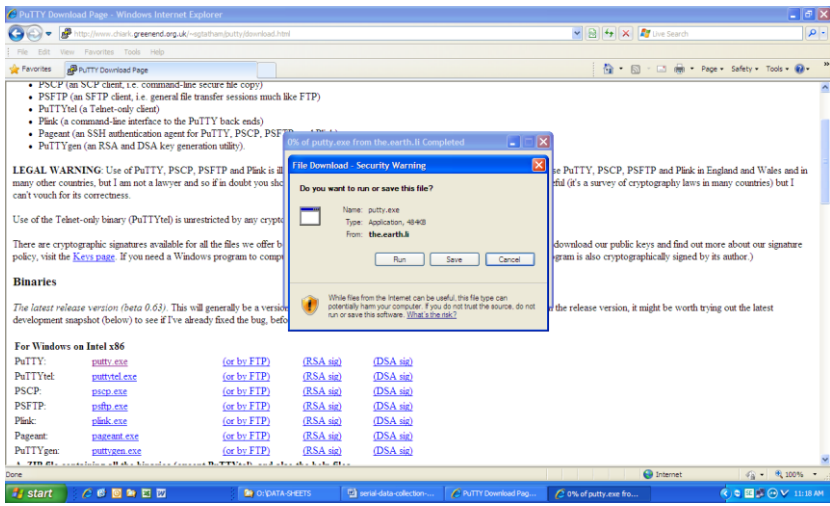 PuTTY Download Page - Windows Internet Explorer
http://www.chiark.greenend.org.uk/~sgtatham/putty/download.html
Live Search
File Edit View Favorites Tools Help
Favorites PuTTY Download Page
Page Safety Tools
PSCP (an SCP client, i.e. command-line secure file copy)
PSFTP (an SFTP client, i.e. general file transfer sessions much like FTP)
PuTTYtel (a Telnet-only client)
Plink (a command-line interface to the PuTTY back ends)
Pageant (an SSH authentication agent for PuTTY, PSCP, PSFTP
PuTTYgen (an RSA and DSA key generation utility).
0% of putty.exe from the.earth.li Completed
File Download - Security Warning
Do you want to run or save this file?
Name: putty.exe
Type: Application, 484KB
From: the.earth.li
Run Save Cancel
While files from the Internet can be useful, this file type can
potentially harm your computer. If you do not trust the source, do not
run or save this software. What's the risk?
LEGAL WARNING: Use of PuTTY, PSCP, PSFTP and Plink is ill
se PuTTY, PSCP, PSFTP and Plink in England and Wales and in
many other countries, but I am not a lawyer and so if in doubt you sho
ful (it's a survey of cryptography laws in many countries) but I
can't vouch for its correctness.
Use of the Telnet-only binary (PuTTYtel) is unrestricted by any crypto
There are cryptographic signatures available for all the files we offer b
download our public keys and find out more about our signature
policy, visit the Keys page. If you need a Windows program to compu
gram is also cryptographically signed by its author.)
Binaries
The latest release version (beta 0.63). This will generally be a versio
the release version, it might be worth trying out the latest
development snapshot (below) to see if I've already fixed the bug, befo
For Windows on Intel x86
PuTTY: putty.exe (or by FTP) (RSA sig) (DSA sig)
PuTTYtel: puttytel.exe (or by FTP) (RSA sig) (DSA sig)
PSCP: pscp.exe (or by FTP) (RSA sig) (DSA sig)
PSFTP: psftp.exe (or by FTP) (RSA sig) (DSA sig)
Plink: plink.exe (or by FTP) (RSA sig) (DSA sig)
Pageant: pageant.exe (or by FTP) (RSA sig) (DSA sig)
PuTTYgen: puttygen.exe (or by FTP) (RSA sig) (DSA sig)
Done Internet 100%
start O:\DATA-SHEETS serial-data-collection-... PuTTY Download Pag... 0% of putty.exe fro... 11:18 AM